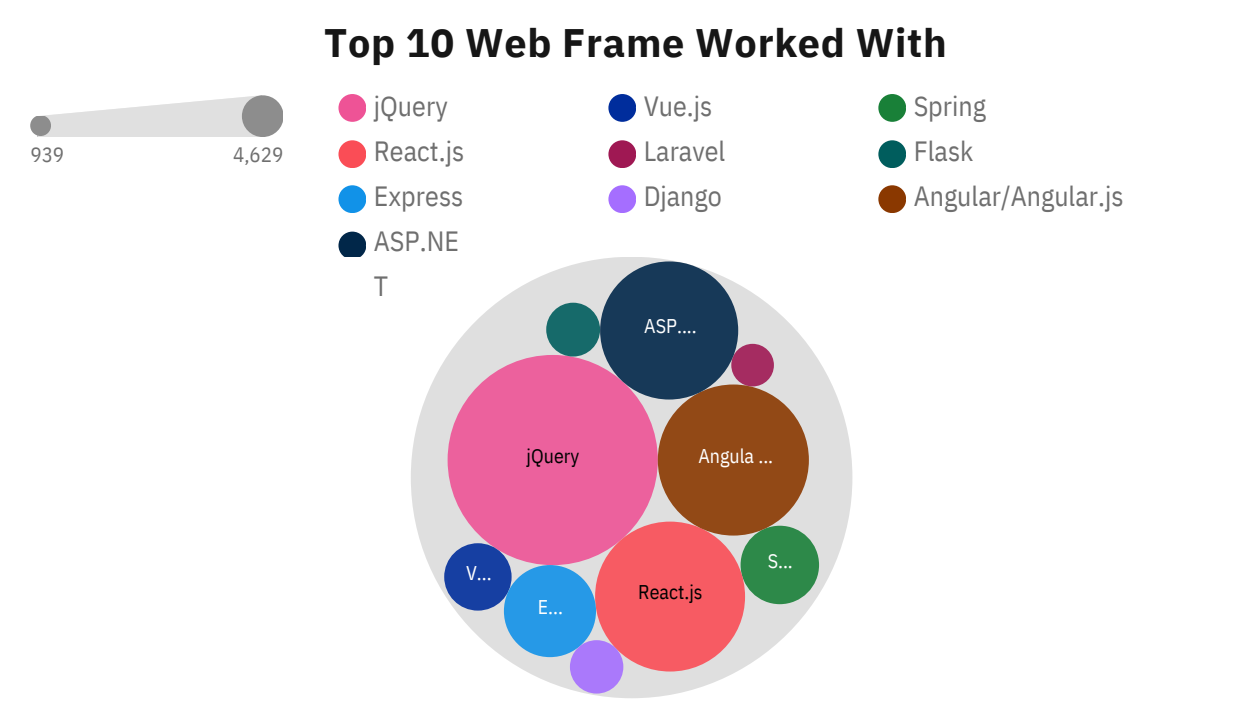 Top 10 Web Frame Worked With
939
4,629
jQuery
React.js
Express
ASP.NE
T
Vue.js
Laravel
Django
Spring
Flask
Angular/Angular.js
ASP....
jQuery
Angula ...
S...
V...
React.js
E...